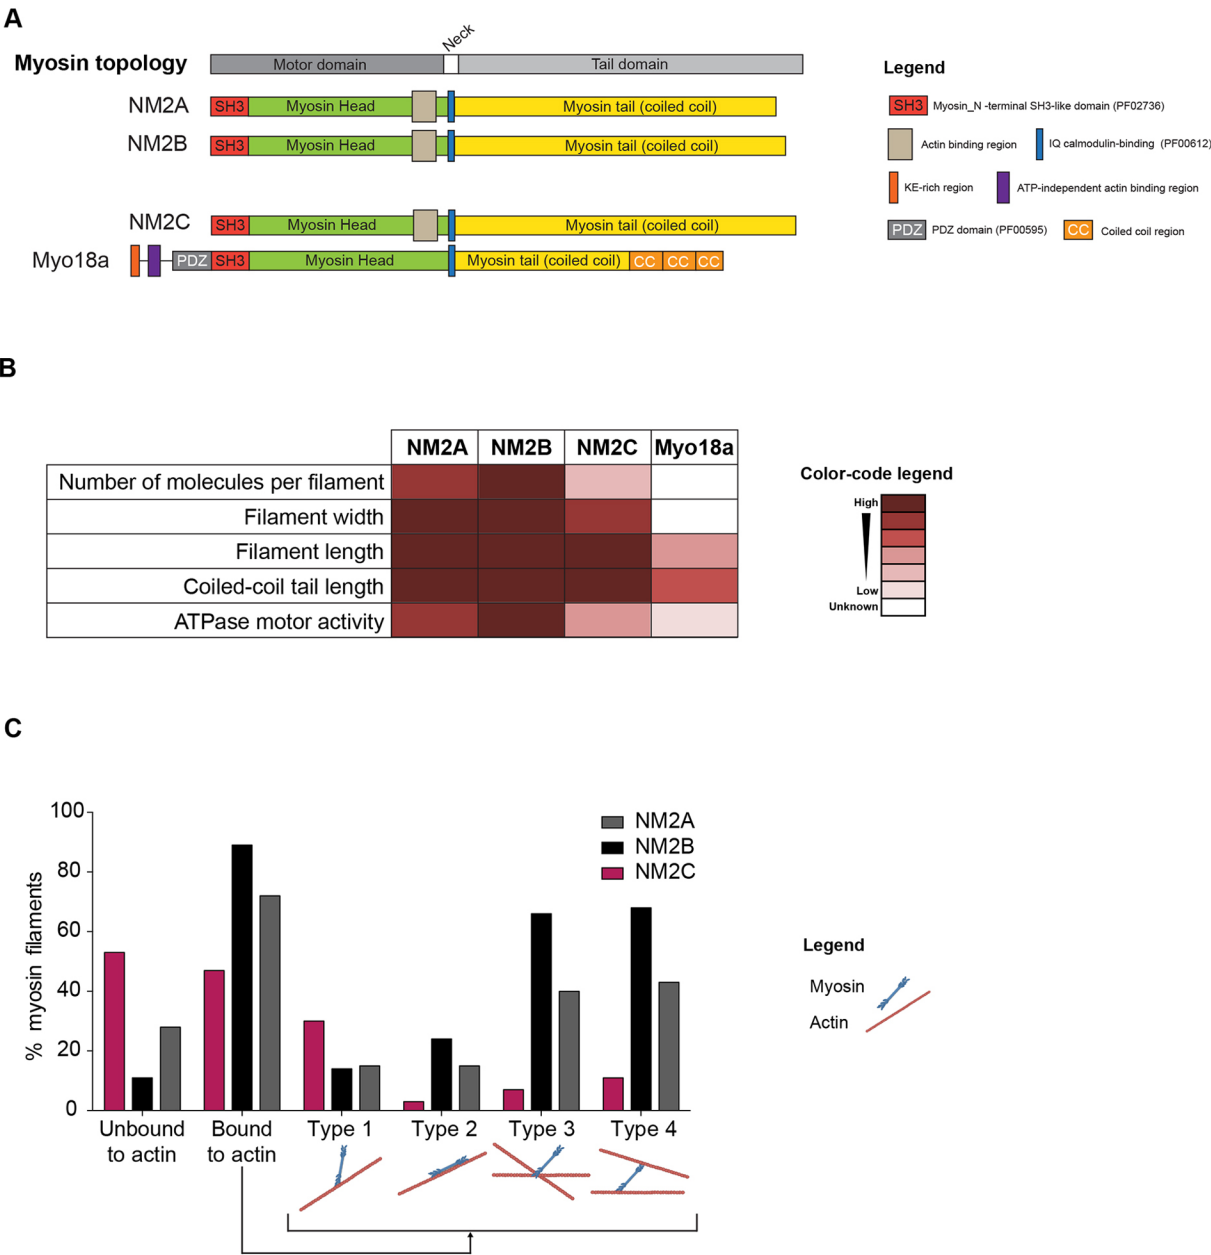 A
Neck
Myosin topology
Motor domain
Tail domain
Legend
NM2A
SH3
Myosin Head
Myosin tail (coiled coil)
SH3
Myosin_N -terminal SH3-like domain (PF02736)
NM2B
SH3
Myosin Head
Myosin tail (coiled coil)
Actin binding region
IQ calmodulin-binding (PF00612)
KE-rich region
ATP-independent actin binding region
NM2C
SH3
Myosin Head
Myosin tail (coiled coil)
PDZ
PDZ domain (PF00595)
CC
Coiled coil region
Myo18a
PDZ
SH3
Myosin Head
Myosin tail (coiled coil)
CC
CC
CC
B
NM2A
NM2B
NM2C
Myo18a
Number of molecules per filament
Filament width
Filament length
Coiled-coil tail length
ATPase motor activity
Color-code legend
High
Low
Unknown
C
% myosin filaments
100
80
60
40
20
0
NM2A
NM2B
NM2C
Unbound
to actin
Bound
to actin
Type 1
Type 2
Type 3
Type 4
Legend
Myosin
Actin